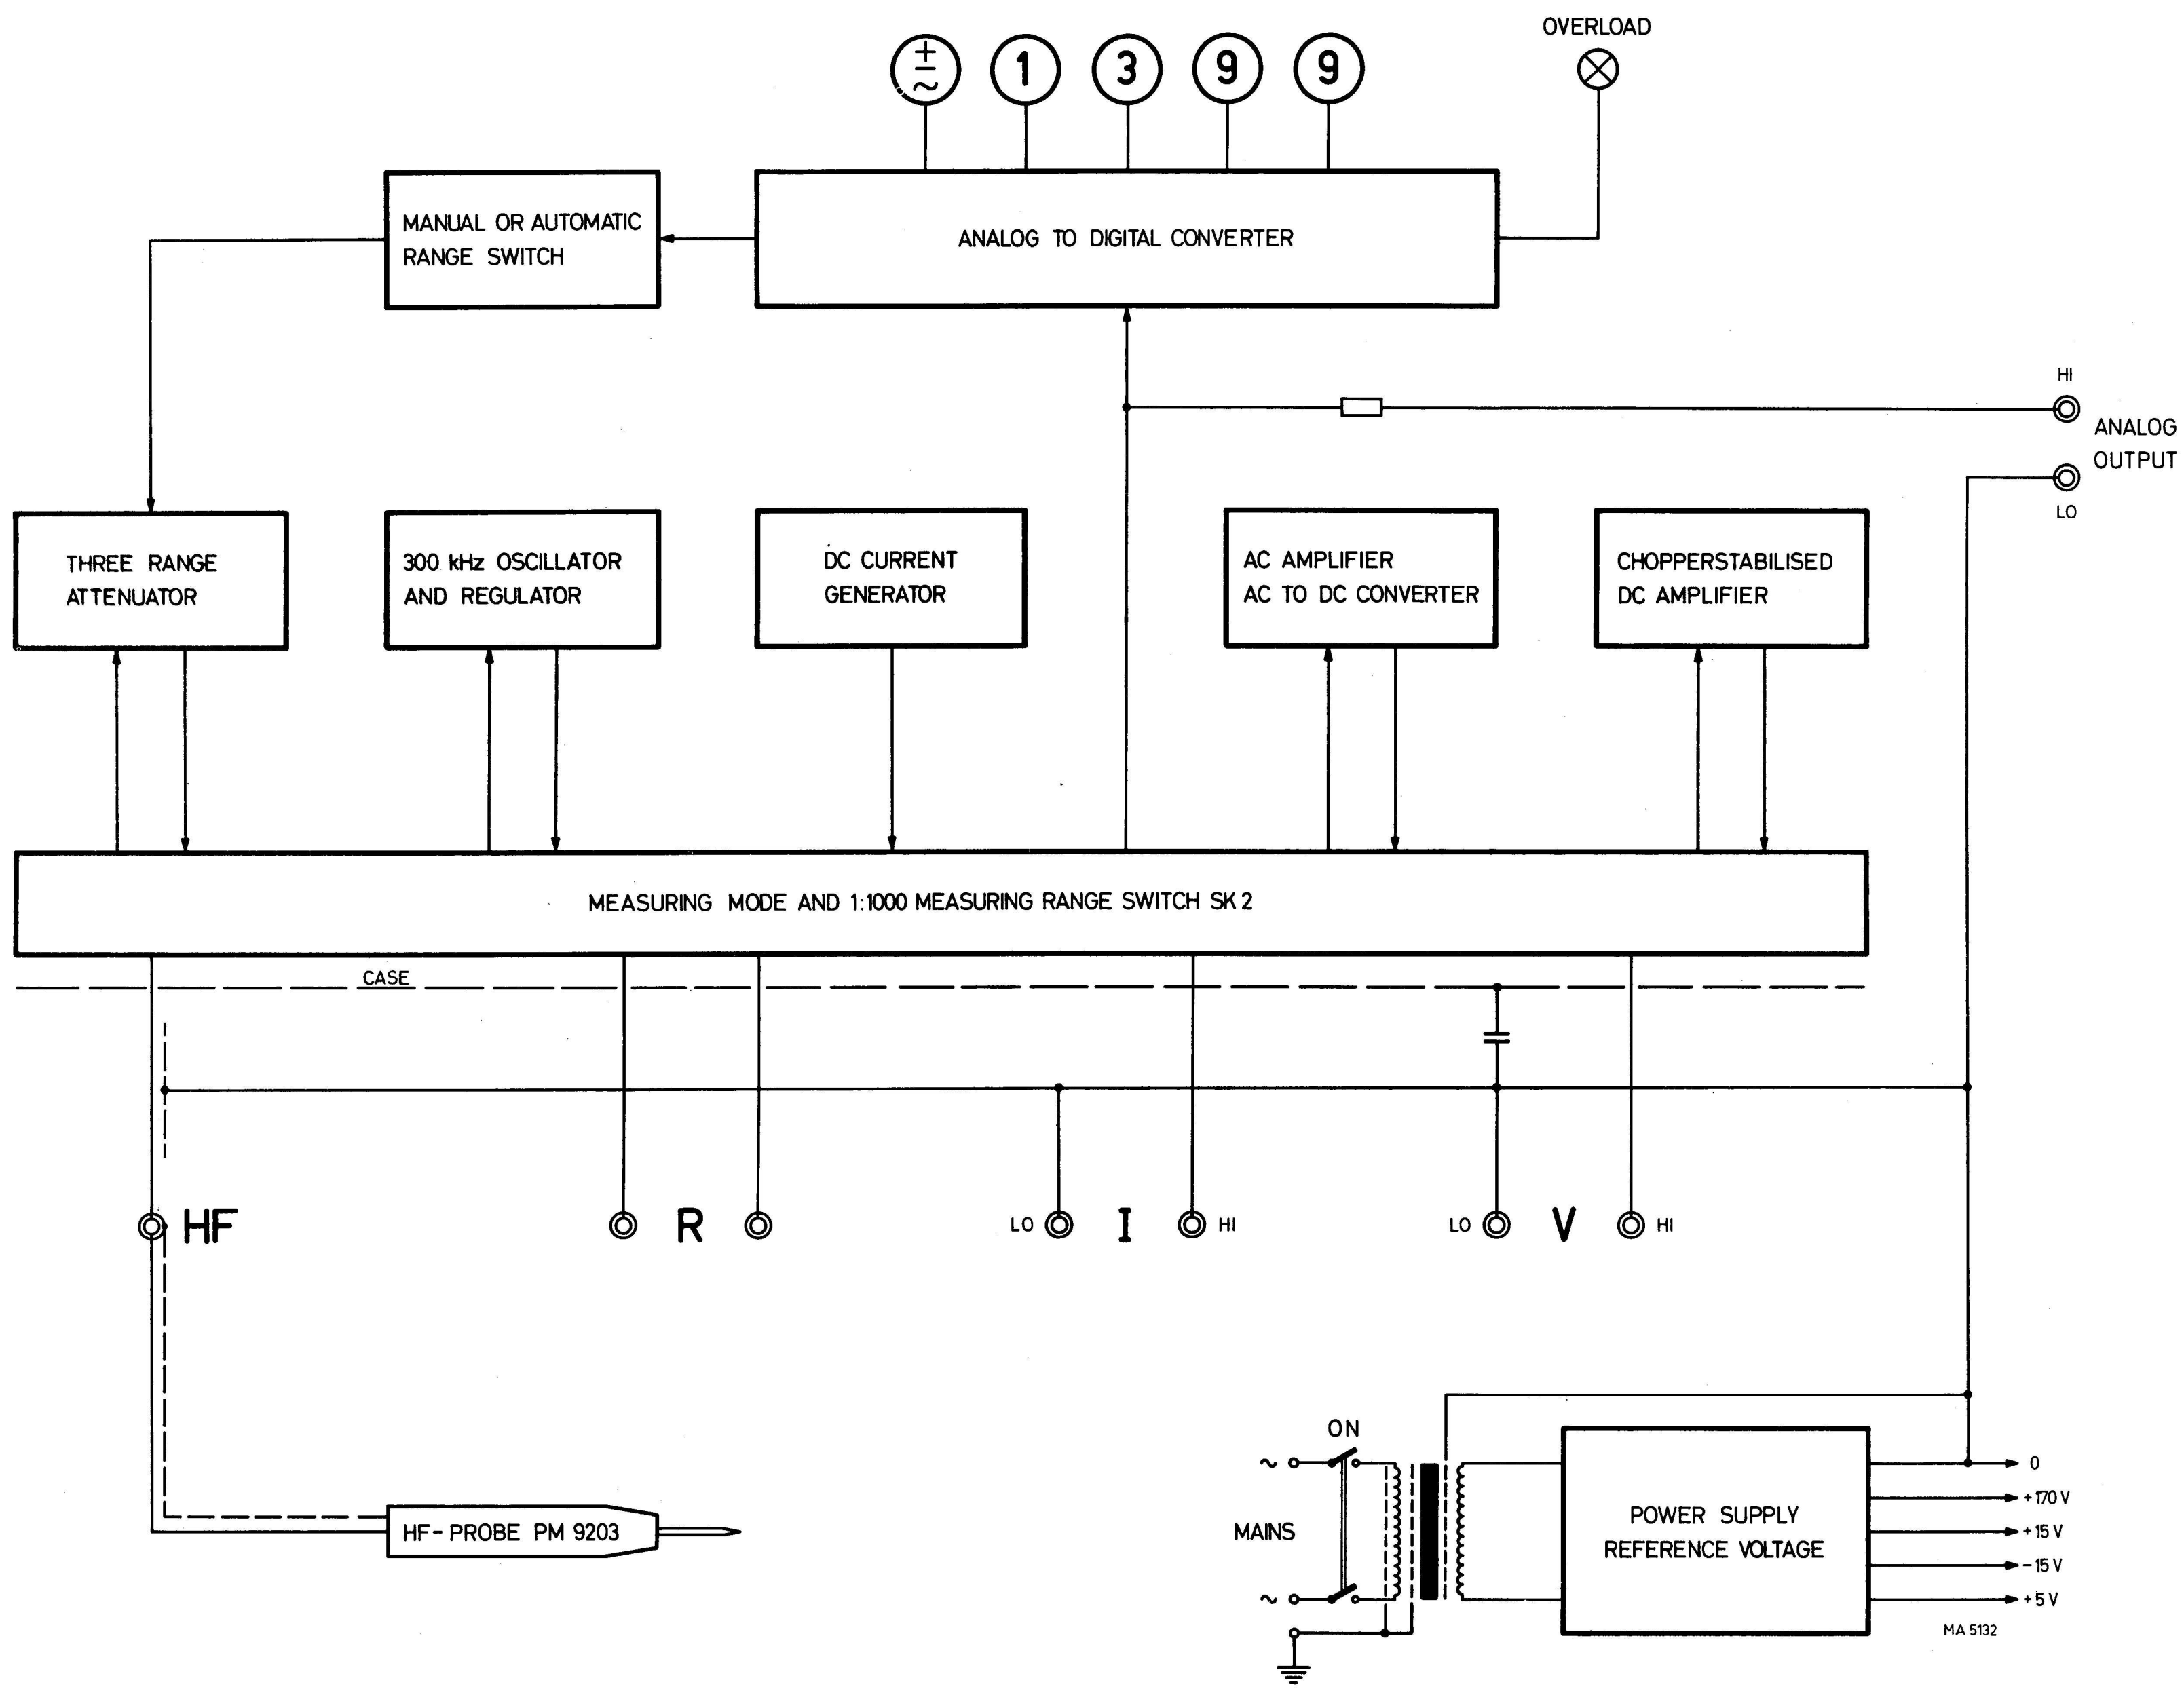 OVERLOAD
+
−
~
1
3
9
9
MANUAL OR AUTOMATIC
RANGE SWITCH
ANALOG TO DIGITAL CONVERTER
HI
ANALOG
OUTPUT
LO
THREE RANGE
ATTENUATOR
300 kHz OSCILLATOR
AND REGULATOR
DC CURRENT
GENERATOR
AC AMPLIFIER
AC TO DC CONVERTER
CHOPPERSTABILISED
DC AMPLIFIER
MEASURING MODE AND 1:1000 MEASURING RANGE SWITCH SK 2
CASE
HF
R
LO I HI
LO V HI
ON
~
MAINS
~
HF-PROBE PM 9203
POWER SUPPLY
REFERENCE VOLTAGE
0
+170 V
+15 V
-15 V
+5 V
MA 5132